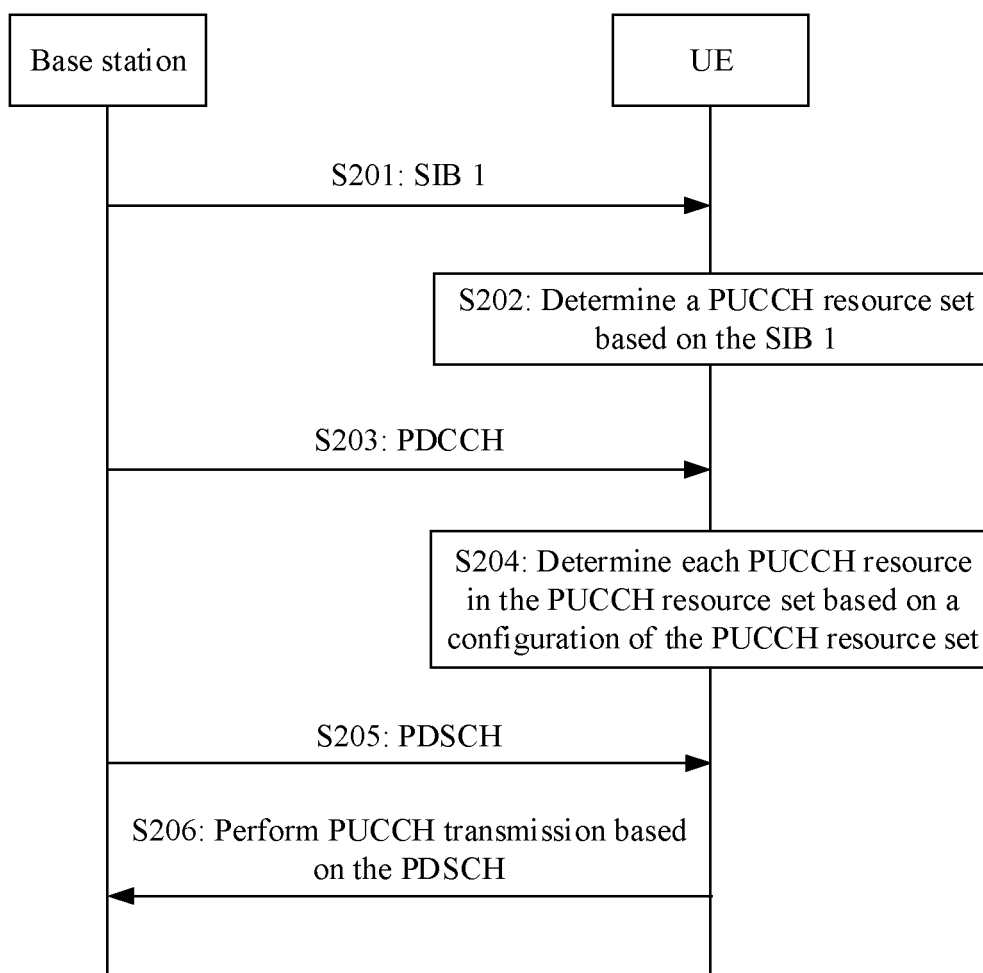 Base station
UE
S201: SIB 1
S202: Determine a PUCCH resource set
based on the SIB 1
S203: PDCCH
S204: Determine each PUCCH resource
in the PUCCH resource set based on a
configuration of the PUCCH resource set
S205: PDSCH
S206: Perform PUCCH transmission based
on the PDSCH